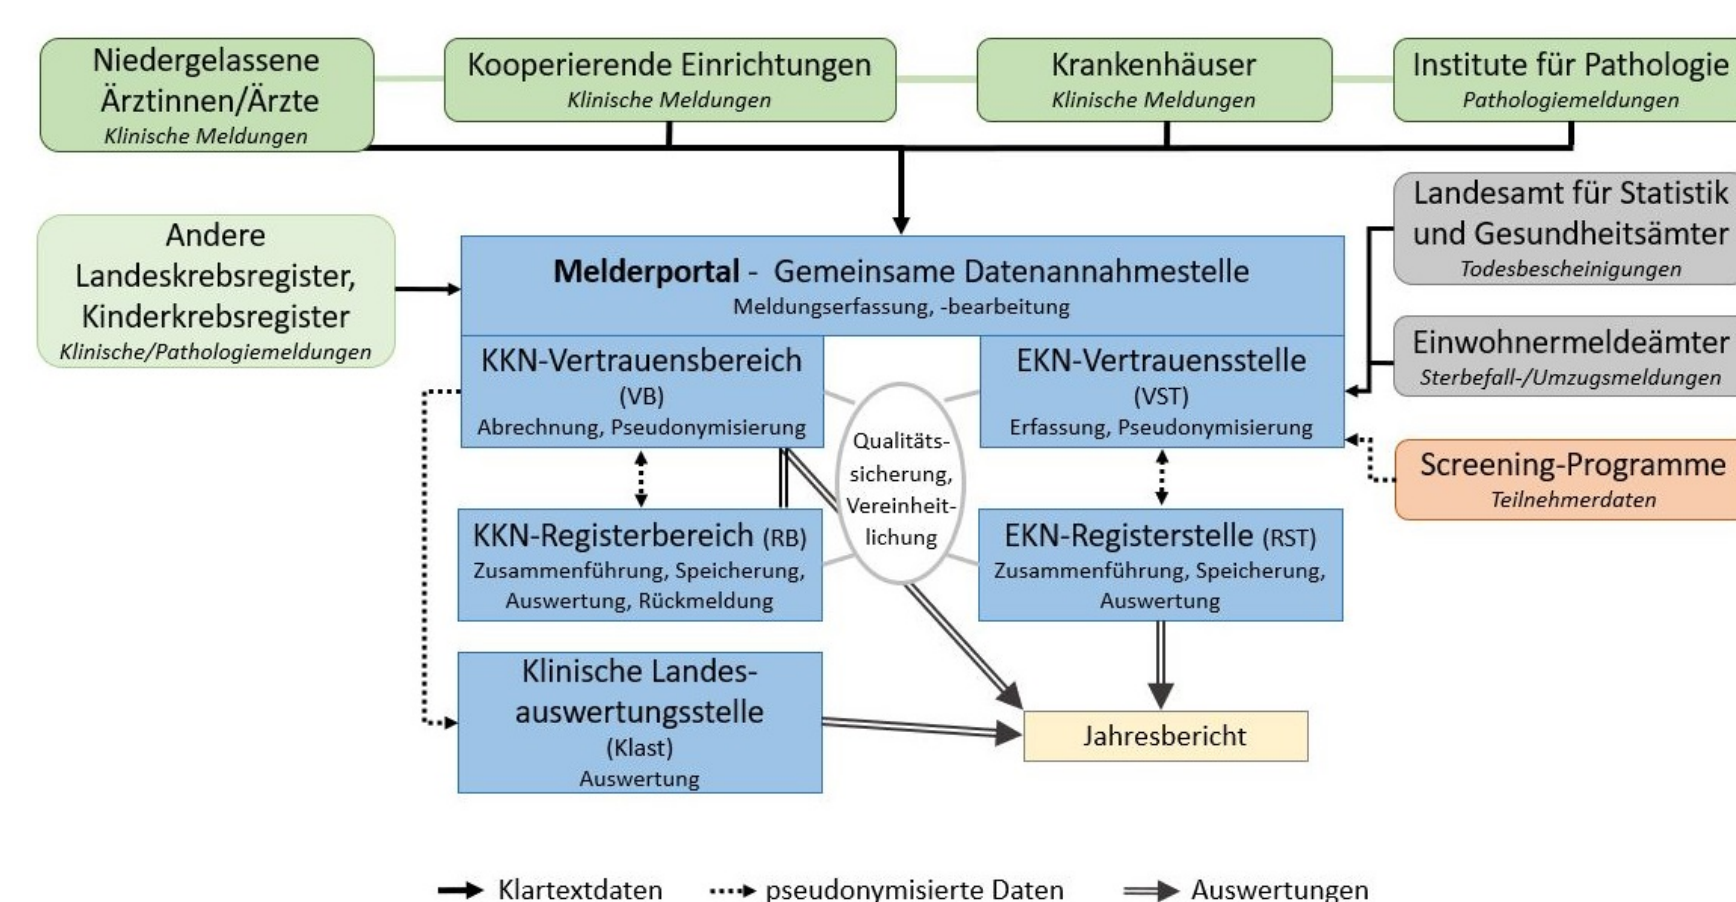 Niedergelassene
Ärztinnen/Ärzte
Klinische Meldungen
Kooperierende Einrichtungen
Klinische Meldungen
Krankenhäuser
Klinische Meldungen
Institute für Pathologie
Pathologiemeldungen
Andere
Landeskrebsregister,
Kinderkrebsregister
Klinische/Pathologiemeldungen
Melderportal - Gemeinsame Datenannahmestelle
Meldungserfassung, -bearbeitung
Landesamt für Statistik
und Gesundheitsämter
Todesbescheinigungen
Einwohnermeldeämter
Sterbefall-/Umzugsmeldungen
Screening-Programme
Teilnehmerdaten
KKN-Vertrauensbereich
(VB)
Abrechnung, Pseudonymisierung
EKN-Vertrauensstelle
(VST)
Erfassung, Pseudonymisierung
Qualitäts-
sicherung,
Vereinheit-
lichung
KKN-Registerbereich (RB)
Zusammenführung, Speicherung,
Auswertung, Rückmeldung
EKN-Registerstelle (RST)
Zusammenführung, Speicherung,
Auswertung
Klinische Landes-
auswertungsstelle
(Klast)
Auswertung
Jahresbericht
Klartextdaten
pseudonymisierte Daten
Auswertungen